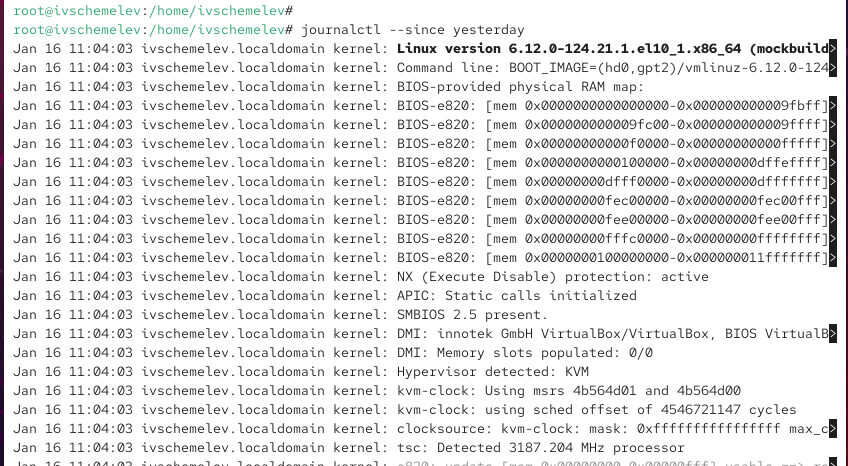 root@ivschemelev:/home/ivschemelev#
root@ivschemelev:/home/ivschemelev# journalctl --since yesterday
Jan 16 11:04:03 ivschemelev.localdomain kernel: Linux version 6.12.0-124.21.1.el10_1.x86_64 (mockbuild>
Jan 16 11:04:03 ivschemelev.localdomain kernel: Command line: BOOT_IMAGE=(hd0,gpt2)/vmlinuz-6.12.0-124>
Jan 16 11:04:03 ivschemelev.localdomain kernel: BIOS-provided physical RAM map:
Jan 16 11:04:03 ivschemelev.localdomain kernel: BIOS-e820: [mem 0x0000000000000000-0x000000000009fbff]>
Jan 16 11:04:03 ivschemelev.localdomain kernel: BIOS-e820: [mem 0x000000000009fc00-0x000000000009ffff]>
Jan 16 11:04:03 ivschemelev.localdomain kernel: BIOS-e820: [mem 0x00000000000f0000-0x00000000000fffff]>
Jan 16 11:04:03 ivschemelev.localdomain kernel: BIOS-e820: [mem 0x0000000000100000-0x00000000dffeffff]>
Jan 16 11:04:03 ivschemelev.localdomain kernel: BIOS-e820: [mem 0x00000000dfff0000-0x00000000dfffffff]>
Jan 16 11:04:03 ivschemelev.localdomain kernel: BIOS-e820: [mem 0x00000000fec00000-0x00000000fec00fff]>
Jan 16 11:04:03 ivschemelev.localdomain kernel: BIOS-e820: [mem 0x00000000fee00000-0x00000000fee00fff]>
Jan 16 11:04:03 ivschemelev.localdomain kernel: BIOS-e820: [mem 0x00000000fffc0000-0x00000000ffffffff]>
Jan 16 11:04:03 ivschemelev.localdomain kernel: BIOS-e820: [mem 0x0000000100000000-0x000000011fffffff]>
Jan 16 11:04:03 ivschemelev.localdomain kernel: NX (Execute Disable) protection: active
Jan 16 11:04:03 ivschemelev.localdomain kernel: APIC: Static calls initialized
Jan 16 11:04:03 ivschemelev.localdomain kernel: SMBIOS 2.5 present.
Jan 16 11:04:03 ivschemelev.localdomain kernel: DMI: innotek GmbH VirtualBox/VirtualBox, BIOS VirtualB>
Jan 16 11:04:03 ivschemelev.localdomain kernel: DMI: Memory slots populated: 0/0
Jan 16 11:04:03 ivschemelev.localdomain kernel: Hypervisor detected: KVM
Jan 16 11:04:03 ivschemelev.localdomain kernel: kvm-clock: Using msrs 4b564d01 and 4b564d00
Jan 16 11:04:03 ivschemelev.localdomain kernel: kvm-clock: using sched offset of 4546721147 cycles
Jan 16 11:04:03 ivschemelev.localdomain kernel: clocksource: kvm-clock: mask: 0xffffffffffffffff max_c>
Jan 16 11:04:03 ivschemelev.localdomain kernel: tsc: Detected 3187.204 MHz processor
Jan 16 11:04:03 ivschemelev.localdomain kernel: e820: update [mem 0x00000000-0x00000fff] usable ==>